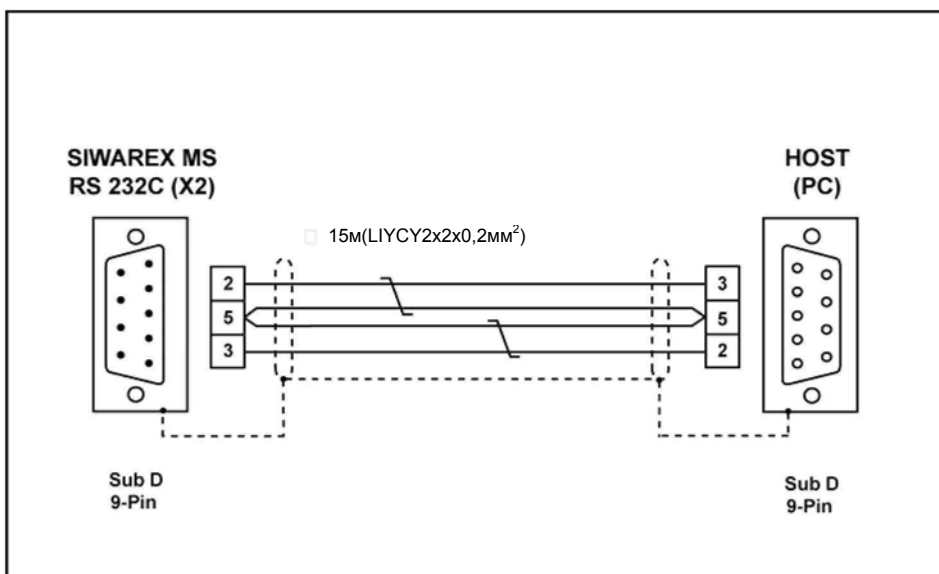 SIWAREX MS
RS 232C (X2)
HOST
(PC)
15м(LIYCY2x2x0,2мм²)
2
3
5
5
3
2
Sub D
9-Pin
Sub D
9-Pin